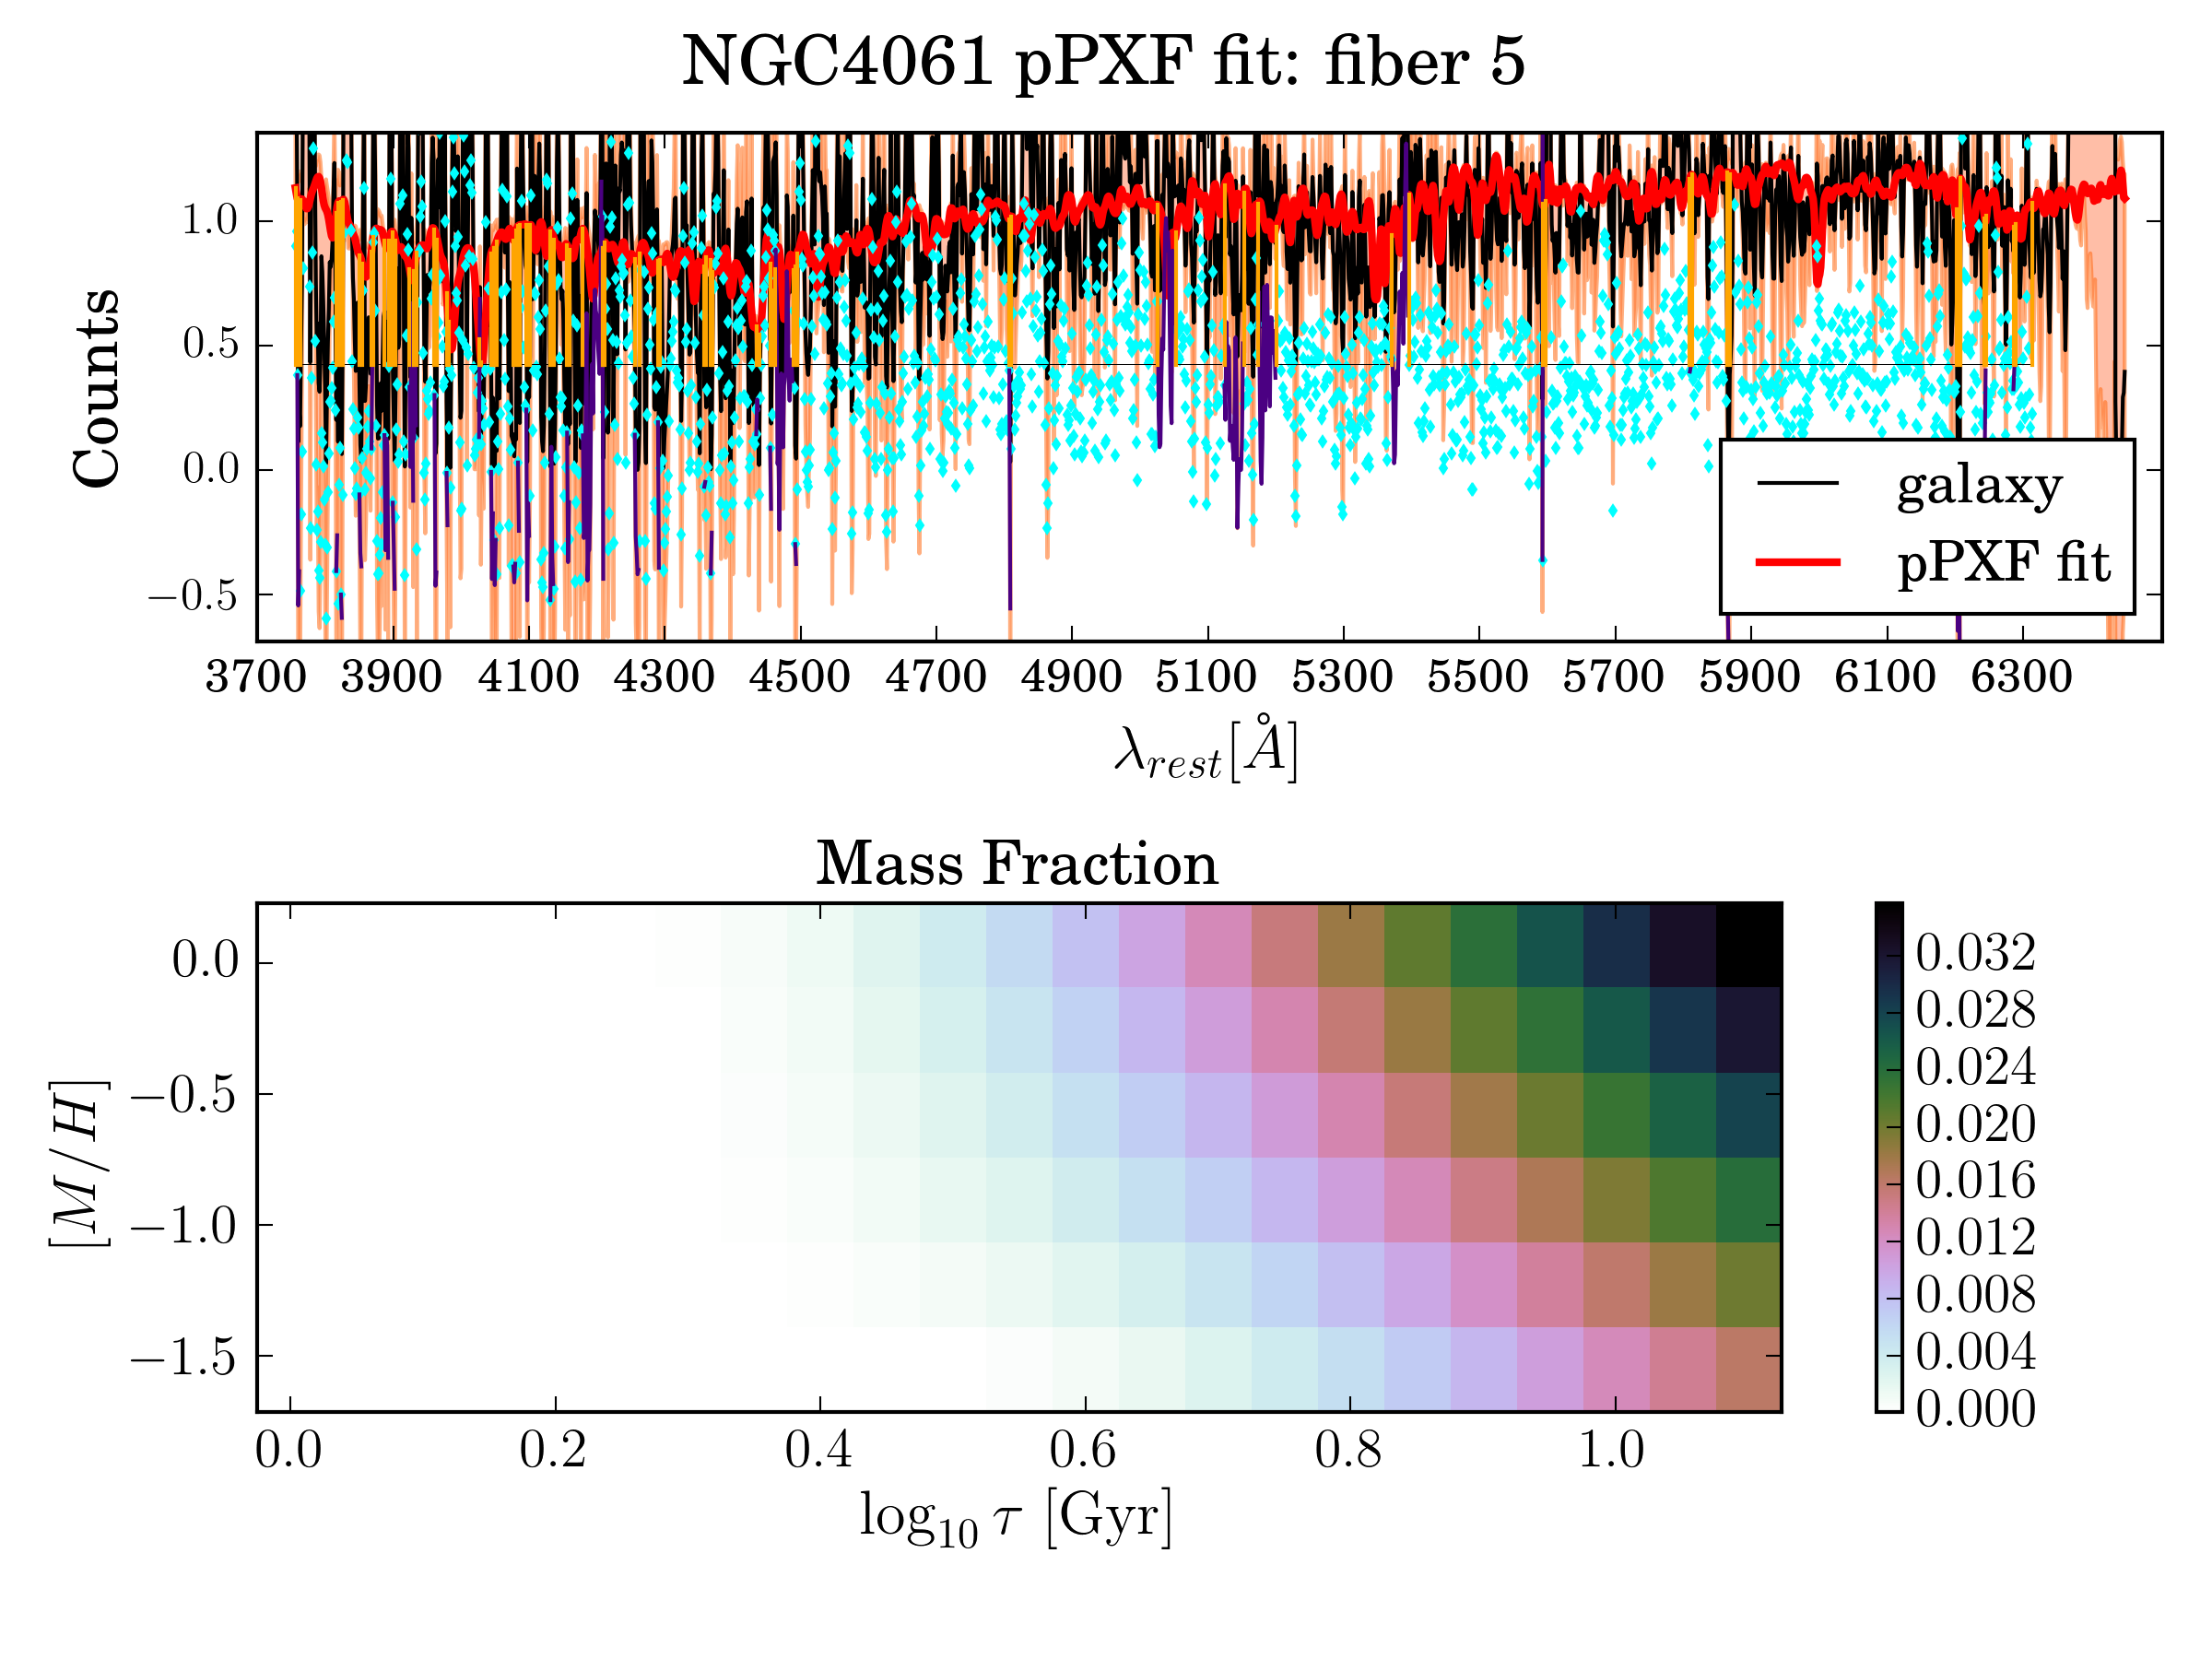 NGC4061 pPXF fit: fiber 5
Counts
1.0
0.5
0.0
−0.5
galaxy
pPXF fit
3700 3900 4100 4300 4500 4700 4900 5100 5300 5500 5700 5900 6100 6300
λrest[Å]
Mass Fraction
[M/H]
0.0
−0.5
−1.0
−1.5
0.0 0.2 0.4 0.6 0.8 1.0
log10 τ [Gyr]
0.032
0.028
0.024
0.020
0.016
0.012
0.008
0.004
0.000